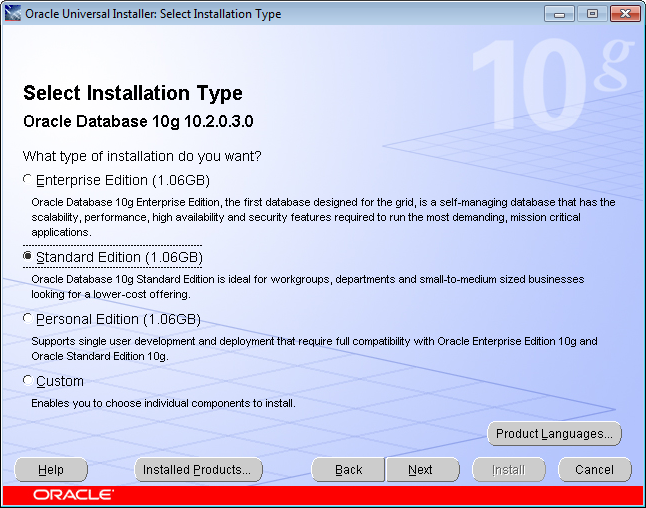 Oracle Universal Installer: Select Installation Type
10g
Select Installation Type
Oracle Database 10g 10.2.0.3.0
What type of installation do you want?
Enterprise Edition (1.06GB)
Oracle Database 10g Enterprise Edition, the first database designed for the grid, is a self-managing database that has the
scalability, performance, high availability and security features required to run the most demanding, mission critical
applications.
Standard Edition (1.06GB)
Oracle Database 10g Standard Edition is ideal for workgroups, departments and small-to-medium sized businesses
looking for a lower-cost offering.
Personal Edition (1.06GB)
Supports single user development and deployment that require full compatibility with Oracle Enterprise Edition 10g and
Oracle Standard Edition 10g.
Custom
Enables you to choose individual components to install.
Product Languages...
Help Installed Products... Back Next Install Cancel
ORACLE